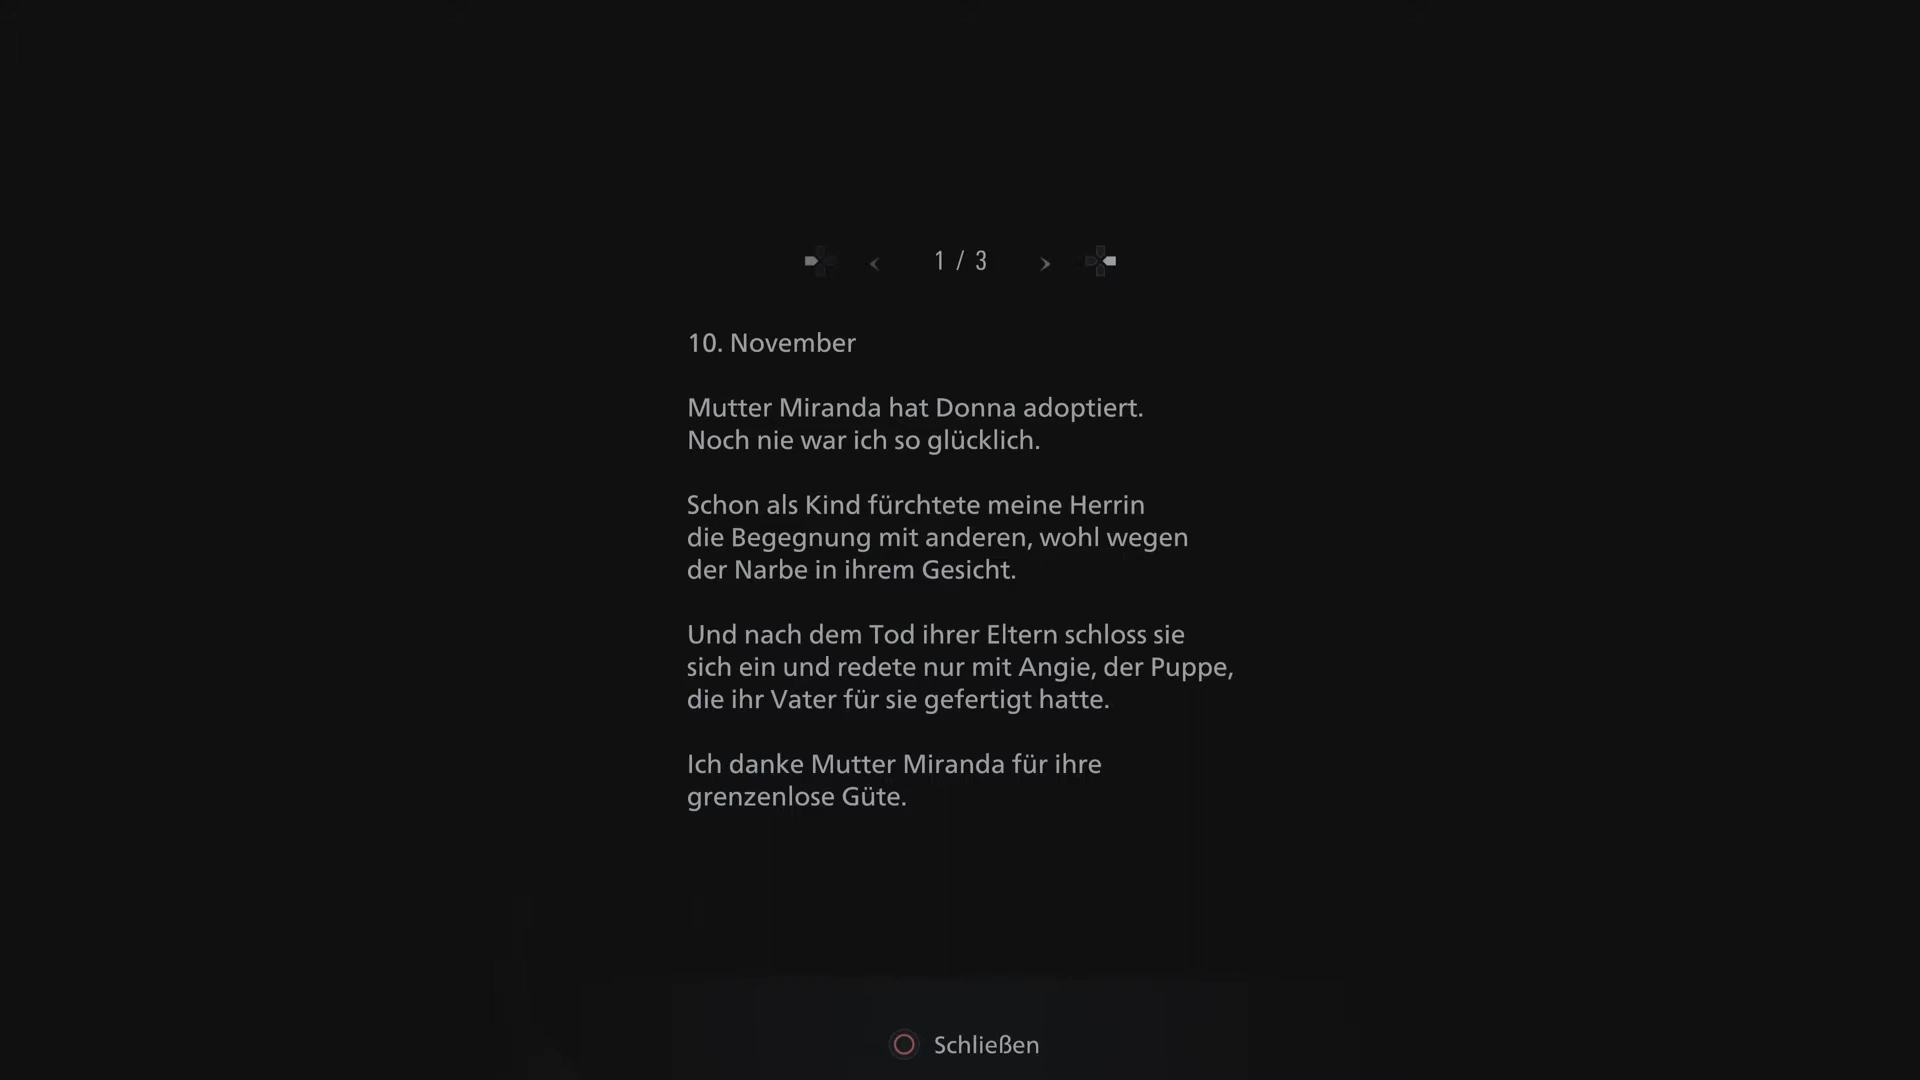 1 / 3
10. November
Mutter Miranda hat Donna adoptiert.
Noch nie war ich so glücklich.
Schon als Kind fürchtete meine Herrin
die Begegnung mit anderen, wohl wegen
der Narbe in ihrem Gesicht.
Und nach dem Tod ihrer Eltern schloss sie
sich ein und redete nur mit Angie, der Puppe,
die ihr Vater für sie gefertigt hatte.
Ich danke Mutter Miranda für ihre
grenzenlose Güte.
Schließen